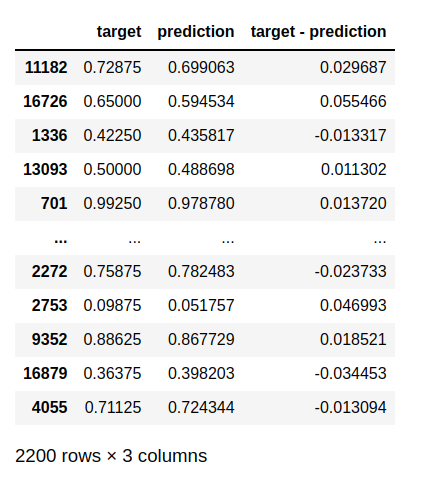 target prediction target - prediction
11182 0.72875 0.699063 0.029687
16726 0.65000 0.594534 0.055466
1336 0.42250 0.435817 -0.013317
13093 0.50000 0.488698 0.011302
701 0.99250 0.978780 0.013720
... ... ... ...
2272 0.75875 0.782483 -0.023733
2753 0.09875 0.051757 0.046993
9352 0.88625 0.867729 0.018521
16879 0.36375 0.398203 -0.034453
4055 0.71125 0.724344 -0.013094
2200 rows × 3 columns